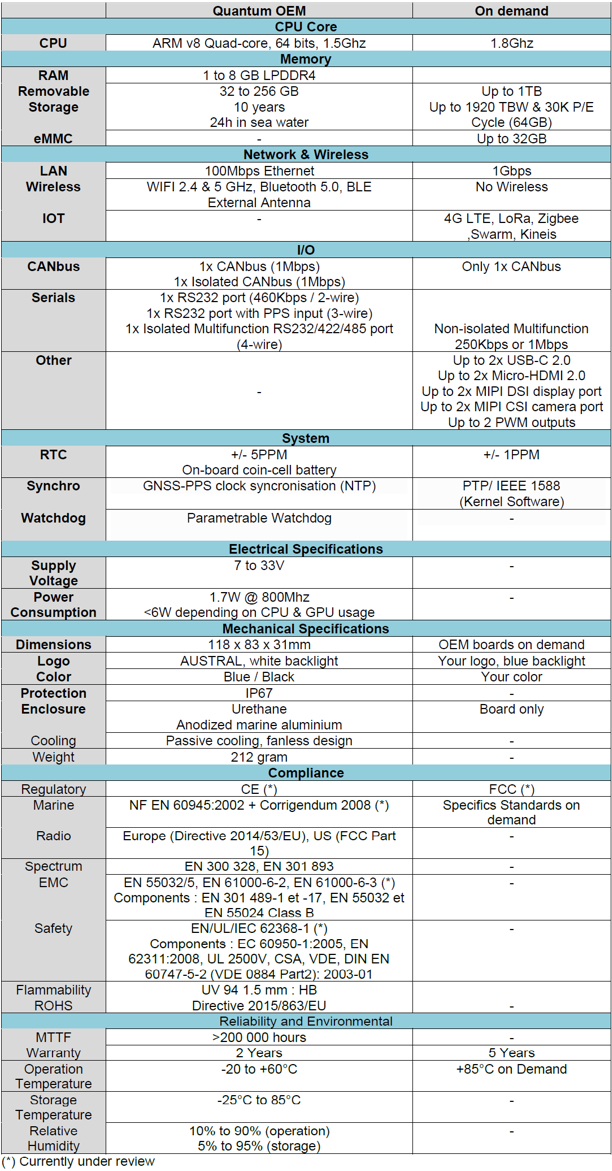 Quantum OEM On demand
CPU Core
CPU ARM v8 Quad-core, 64 bits, 1.5Ghz 1.8Ghz
Memory
RAM 1 to 8 GB LPDDR4
Removable 32 to 256 GB Up to 1TB
Storage 10 years Up to 1920 TBW & 30K P/E
24h in sea water Cycle (64GB)
eMMC - Up to 32GB
Network & Wireless
LAN 100Mbps Ethernet 1Gbps
Wireless WIFI 2.4 & 5 GHz, Bluetooth 5.0, BLE No Wireless
External Antenna
IOT - 4G LTE, LoRa, Zigbee
,Swarm, Kineis
I/O
CANbus 1x CANbus (1Mbps) Only 1x CANbus
1x Isolated CANbus (1Mbps)
Serials 1x RS232 port (460Kbps / 2-wire)
1x RS232 port with PPS input (3-wire)
1x Isolated Multifunction RS232/422/485 port Non-isolated Multifunction
(4-wire) 250Kbps or 1Mbps
Other Up to 2x USB-C 2.0
Up to 2x Micro-HDMI 2.0
- Up to 2x MIPI DSI display port
Up to 2x MIPI CSI camera port
Up to 2 PWM outputs
System
RTC +/- 5PPM +/- 1PPM
On-board coin-cell battery
Synchro GNSS-PPS clock syncronisation (NTP) PTP/ IEEE 1588
(Kernel Software)
Watchdog Parametrable Watchdog -
Electrical Specifications
Supply 7 to 33V -
Voltage
Power 1.7W @ 800Mhz -
Consumption <6W depending on CPU & GPU usage
Mechanical Specifications
Dimensions 118 x 83 x 31mm OEM boards on demand
Logo AUSTRAL, white backlight Your logo, blue backlight
Color Blue / Black Your color
Protection IP67 -
Enclosure Urethane Board only
Anodized marine aluminium
Cooling Passive cooling, fanless design -
Weight 212 gram -
Compliance
Regulatory CE (*) FCC (*)
Marine NF EN 60945:2002 + Corrigendum 2008 (*) Specifics Standards on
demand
Radio Europe (Directive 2014/53/EU), US (FCC Part -
15)
Spectrum EN 300 328, EN 301 893 -
EMC EN 55032/5, EN 61000-6-2, EN 61000-6-3 (*) -
Components : EN 301 489-1 et -17, EN 55032 et
EN 55024 Class B
Safety EN/UL/IEC 62368-1 (*) -
Components : EC 60950-1:2005, EN
62311:2008, UL 2500V, CSA, VDE, DIN EN
60747-5-2 (VDE 0884 Part2): 2003-01
Flammability UV 94 1.5 mm : HB
ROHS Directive 2015/863/EU -
Reliability and Environmental
MTTF >200 000 hours -
Warranty 2 Years 5 Years
Operation -20 to +60°C +85°C on Demand
Temperature
Storage -25°C to 85°C -
Temperature
Relative 10% to 90% (operation) -
Humidity 5% to 95% (storage)
(*) Currently under review